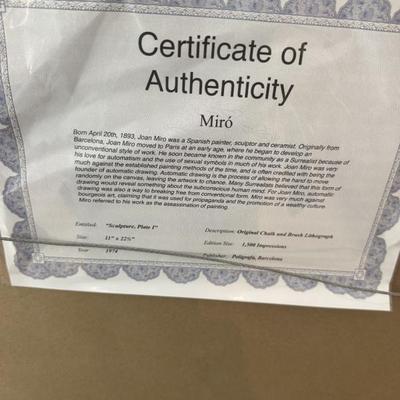 Certificate of
Authenticity
Miró
Born April 20th, 1893, Joan Miro was a Spanish painter, sculptor and ceramist. Originally from
Barcelona, Joan Miro moved to Paris at an early age, where he began to develop an
unconventional style of work. He soon became known in the community as a Surrealist because of
his love for automatism and the use of sexual symbols in much of his work. Joan Miro was very
much against the established painting methods of the time, and is often credited with being the
founder of automatic drawing. Automatic drawing is the process of allowing the hand to move
randomly on the canvas, leaving the artwork to chance. Many Surrealists believed that this form of
drawing would reveal something about the subconscious human mind. For Joan Miro, automatic
drawing was also a way to breaking free from conventional form. Miro was very much against
bourgeois art, claiming that it was used for propaganda and the promotion of a wealthy culture.
Miro referred to his work as the assassination of painting.
Entitled: "Sculpture, Plate I" Description: Original Chalk and Brush Lithograph
Size: 11" x 22½" Edition Size: 1,500 Impressions
Year: 1974 Publisher: Poligrafa, Barcelona